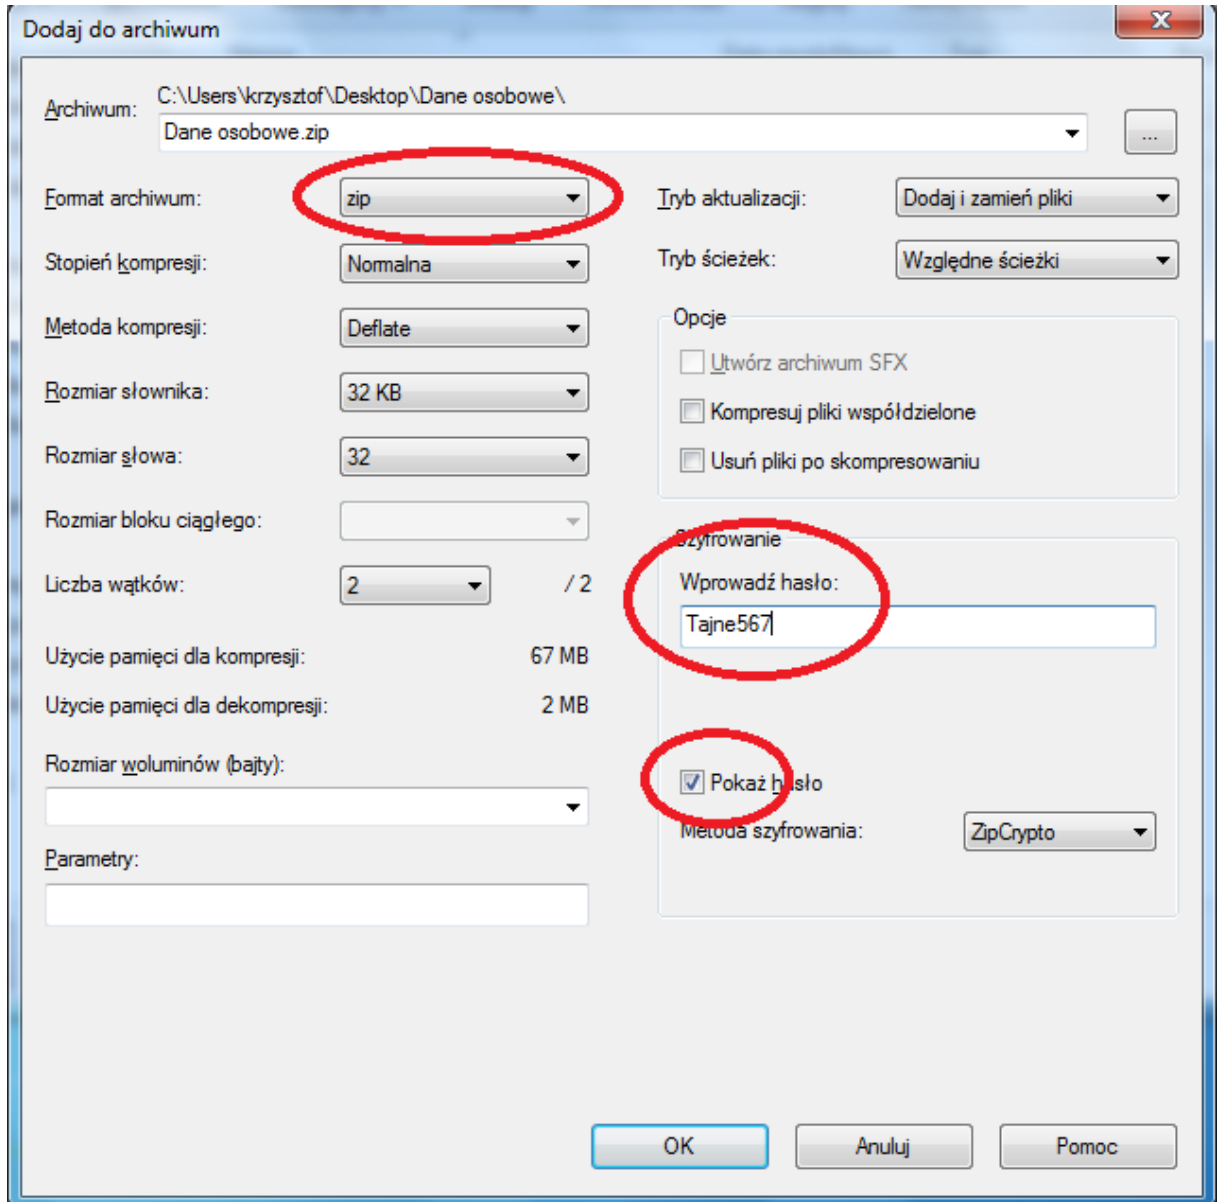 Dodaj do archiwum
Archiwum:
C:\Users\krzysztof\Desktop\Dane osobowe\
Dane osobowe.zip
...
Format archiwum:
zip
Stopień kompresji:
Normalna
Metoda kompresji:
Deflate
Rozmiar słownika:
32 KB
Rozmiar słowa:
32
Rozmiar bloku ciągłego:
Liczba wątków:
2
/ 2
Użycie pamięci dla kompresji:
67 MB
Użycie pamięci dla dekompresji:
2 MB
Rozmiar woluminów (bajty):
Parametry:
Tryb aktualizacji:
Dodaj i zamień pliki
Tryb ścieżek:
Względne ścieżki
Opcje
Utwórz archiwum SFX
Kompresuj pliki współdzielone
Usuń pliki po skompresowaniu
Szyfrowanie
Wprowadź hasło:
Tajne567
Pokaż hasło
Metoda szyfrowania:
ZipCrypto
OK
Anuluj
Pomoc